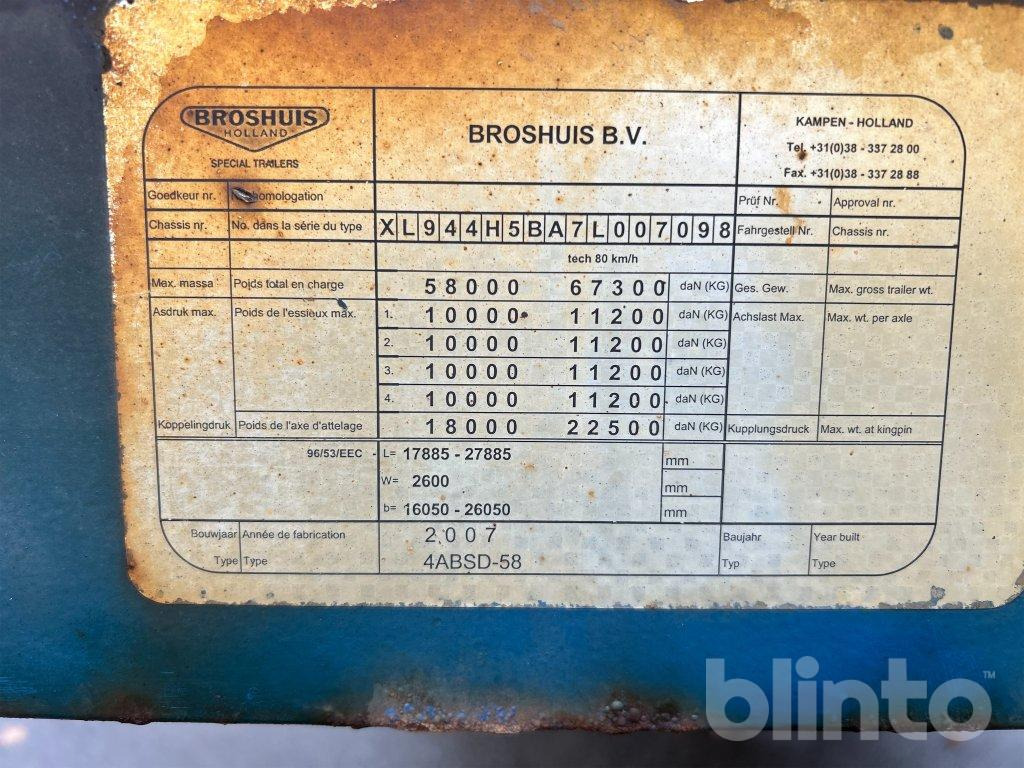 BROSHUIS
HOLLAND
SPECIAL TRAILERS
BROSHUIS B.V.
KAMPEN - HOLLAND
Tel. +31(0)38 - 337 28 00
Fax. +31(0)38 - 337 28 88
Goedkeur nr. homologation Prüf Nr. Approval nr.
Chassis nr. No. dans la série du type XL944H5BA7L007098 Fahrgestell Nr. Chassis nr.
tech 80 km/h
Max. massa Poids total en charge 58000 67300 daN (KG) Ges. Gew. Max. gross trailer wt.
Asdruk max. Poids de l'essieux max. 1. 10000 11200 daN (KG) Achslast Max. Max. wt. per axle
2. 10000 11200 daN (KG)
3. 10000 11200 daN (KG)
4. 10000 11200 daN (KG)
Koppelingdruk Poids de l'axe d'attelage 18000 22500 daN (KG) Kupplungsdruck Max. wt. at kingpin
96/53/EEC - L= 17885 - 27885 mm
W= 2600 mm
b= 16050 - 26050 mm
Bouwjaar Année de fabrication 2007 Baujahr Year built
Type Type 4ABSD-58 Typ Type
blinto™